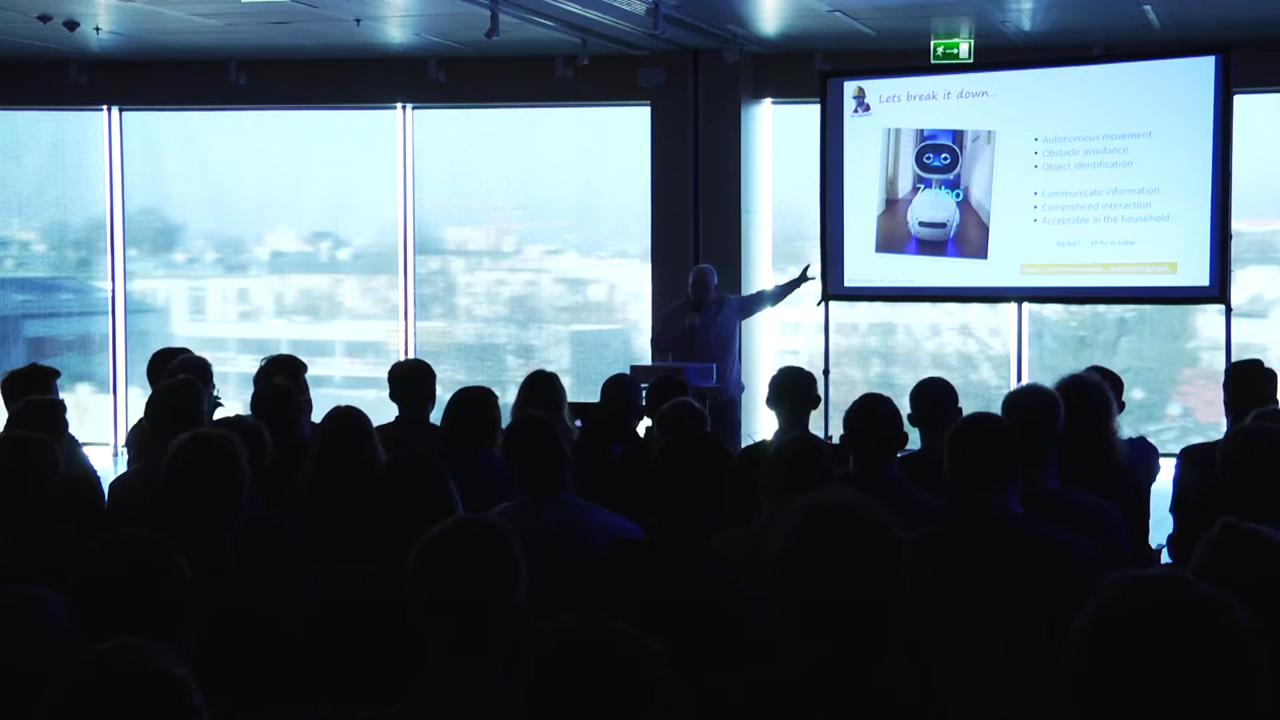 Lets break it down...
Zenbo
• Autonomous movement
• Obstacle avoidance
• Object identification
• Communicate information
• Comprehend interaction
• Acceptable in the household